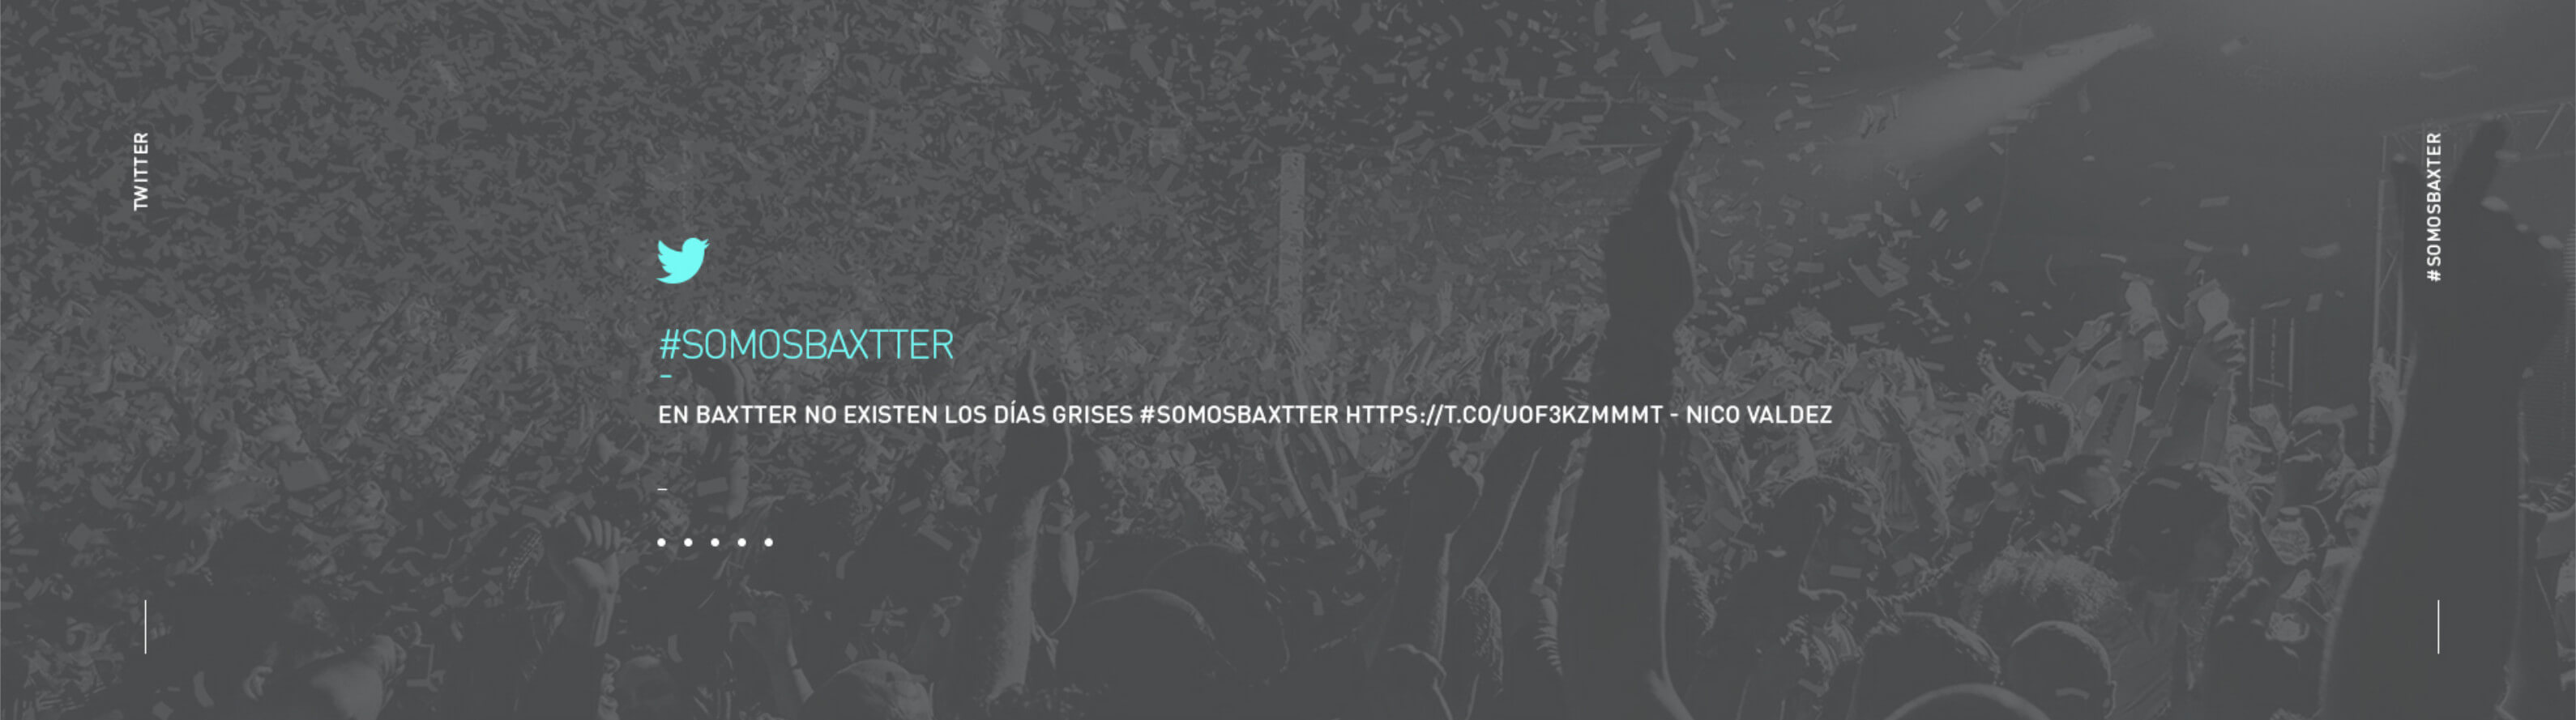 TWITTER
#SOMOSBAXTER
#SOMOSBAXTTER
EN BAXTTER NO EXISTEN LOS DÍAS GRISES #SOMOSBAXTTER HTTPS://T.CO/UOF3KZMMMT - NICO VALDEZ